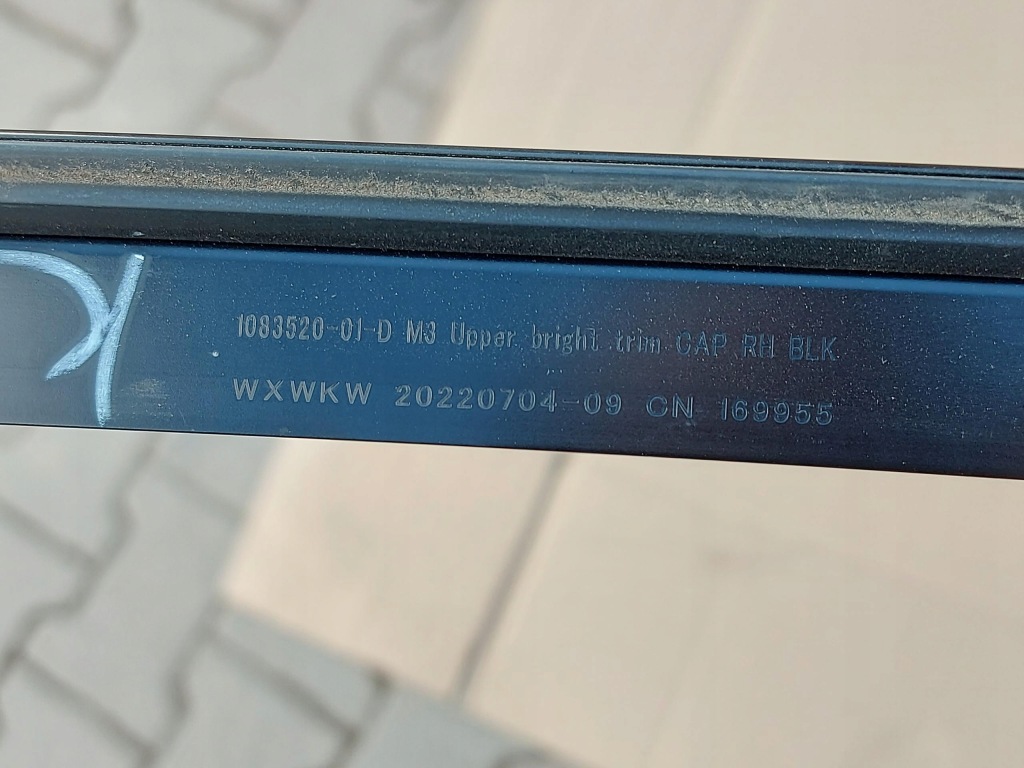 1083520-01-D M3 Upper bright trim CAP RH BLK
WXWKW 20220704-09 CN 169955